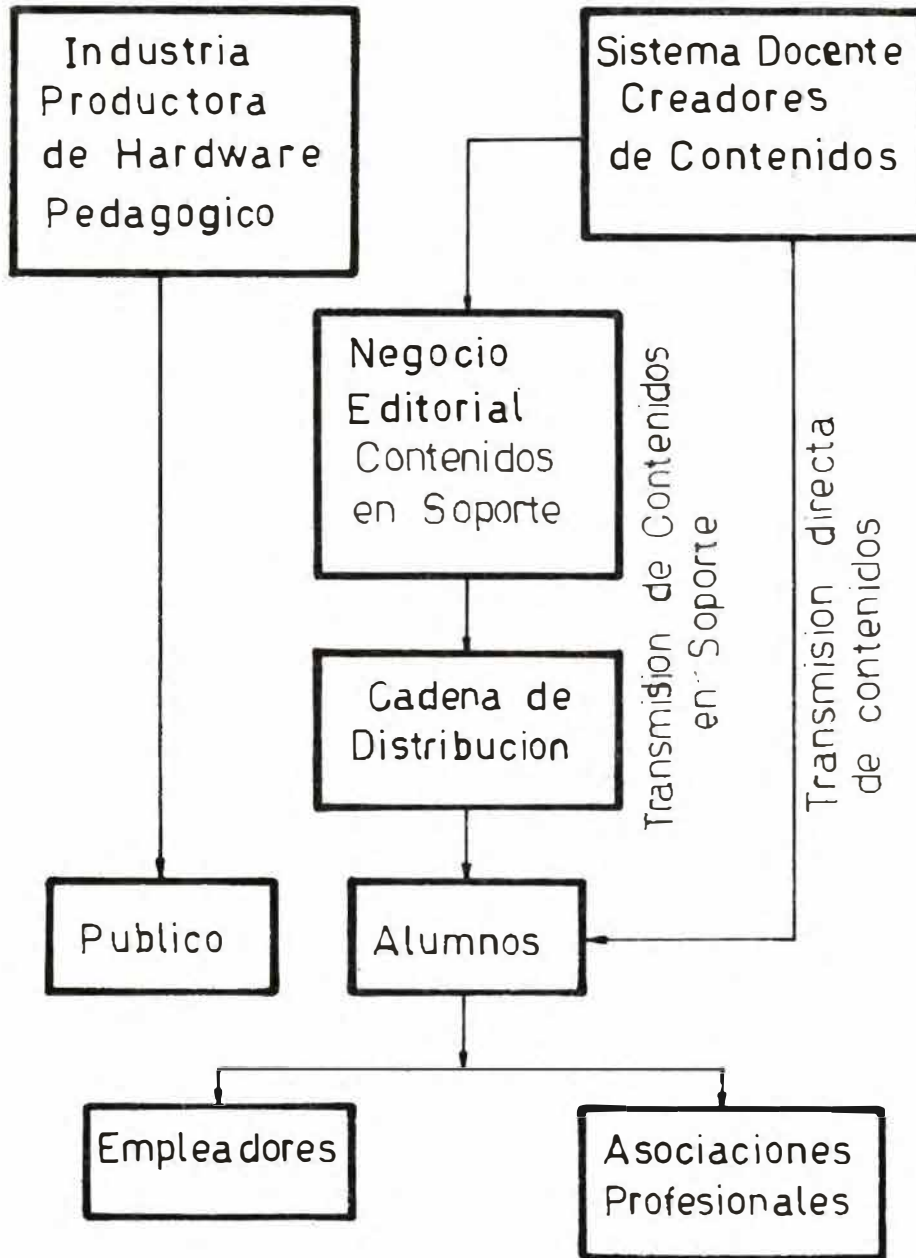 Industria
Productora
de Hardware
Pedagogico
Sistema Docente
Creadores
de Contenidos
Negocio
Editorial
Contenidos
en Soporte
Transmision de Contenidos
en Soporte
Transmision directa
de contenidos
Cadena de
Distribucion
Publico
Alumnos
Empleadores
Asociaciones
Profesionales